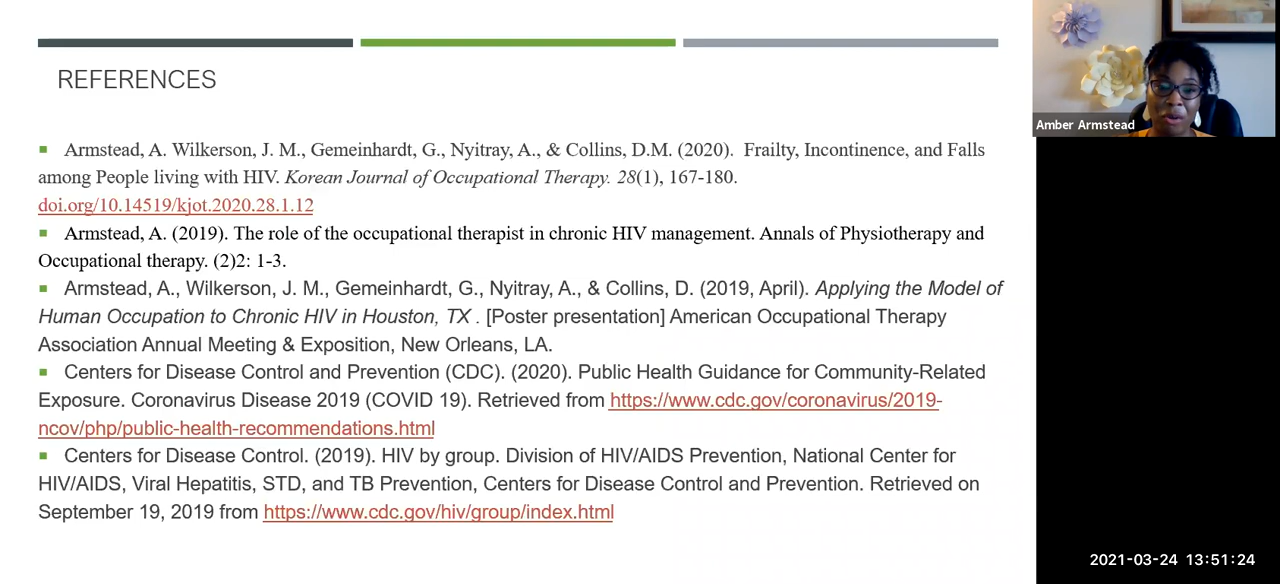 REFERENCES
Armstead, A. Wilkerson, J. M., Gemeinhardt, G., Nyitray, A., & Collins, D.M. (2020). Frailty, Incontinence, and Falls
among People living with HIV. Korean Journal of Occupational Therapy. 28(1), 167-180.
doi.org/10.14519/kjot.2020.28.1.12
Armstead, A. (2019). The role of the occupational therapist in chronic HIV management. Annals of Physiotherapy and
Occupational therapy. (2)2: 1-3.
Armstead, A., Wilkerson, J. M., Gemeinhardt, G., Nyitray, A., & Collins, D. (2019, April). Applying the Model of
Human Occupation to Chronic HIV in Houston, TX . [Poster presentation] American Occupational Therapy
Association Annual Meeting & Exposition, New Orleans, LA.
Centers for Disease Control and Prevention (CDC). (2020). Public Health Guidance for Community-Related
Exposure. Coronavirus Disease 2019 (COVID 19). Retrieved from https://www.cdc.gov/coronavirus/2019-
ncov/php/public-health-recommendations.html
Centers for Disease Control. (2019). HIV by group. Division of HIV/AIDS Prevention, National Center for
HIV/AIDS, Viral Hepatitis, STD, and TB Prevention, Centers for Disease Control and Prevention. Retrieved on
September 19, 2019 from https://www.cdc.gov/hiv/group/index.html
Amber Armstead
2021-03-24 13:51:24